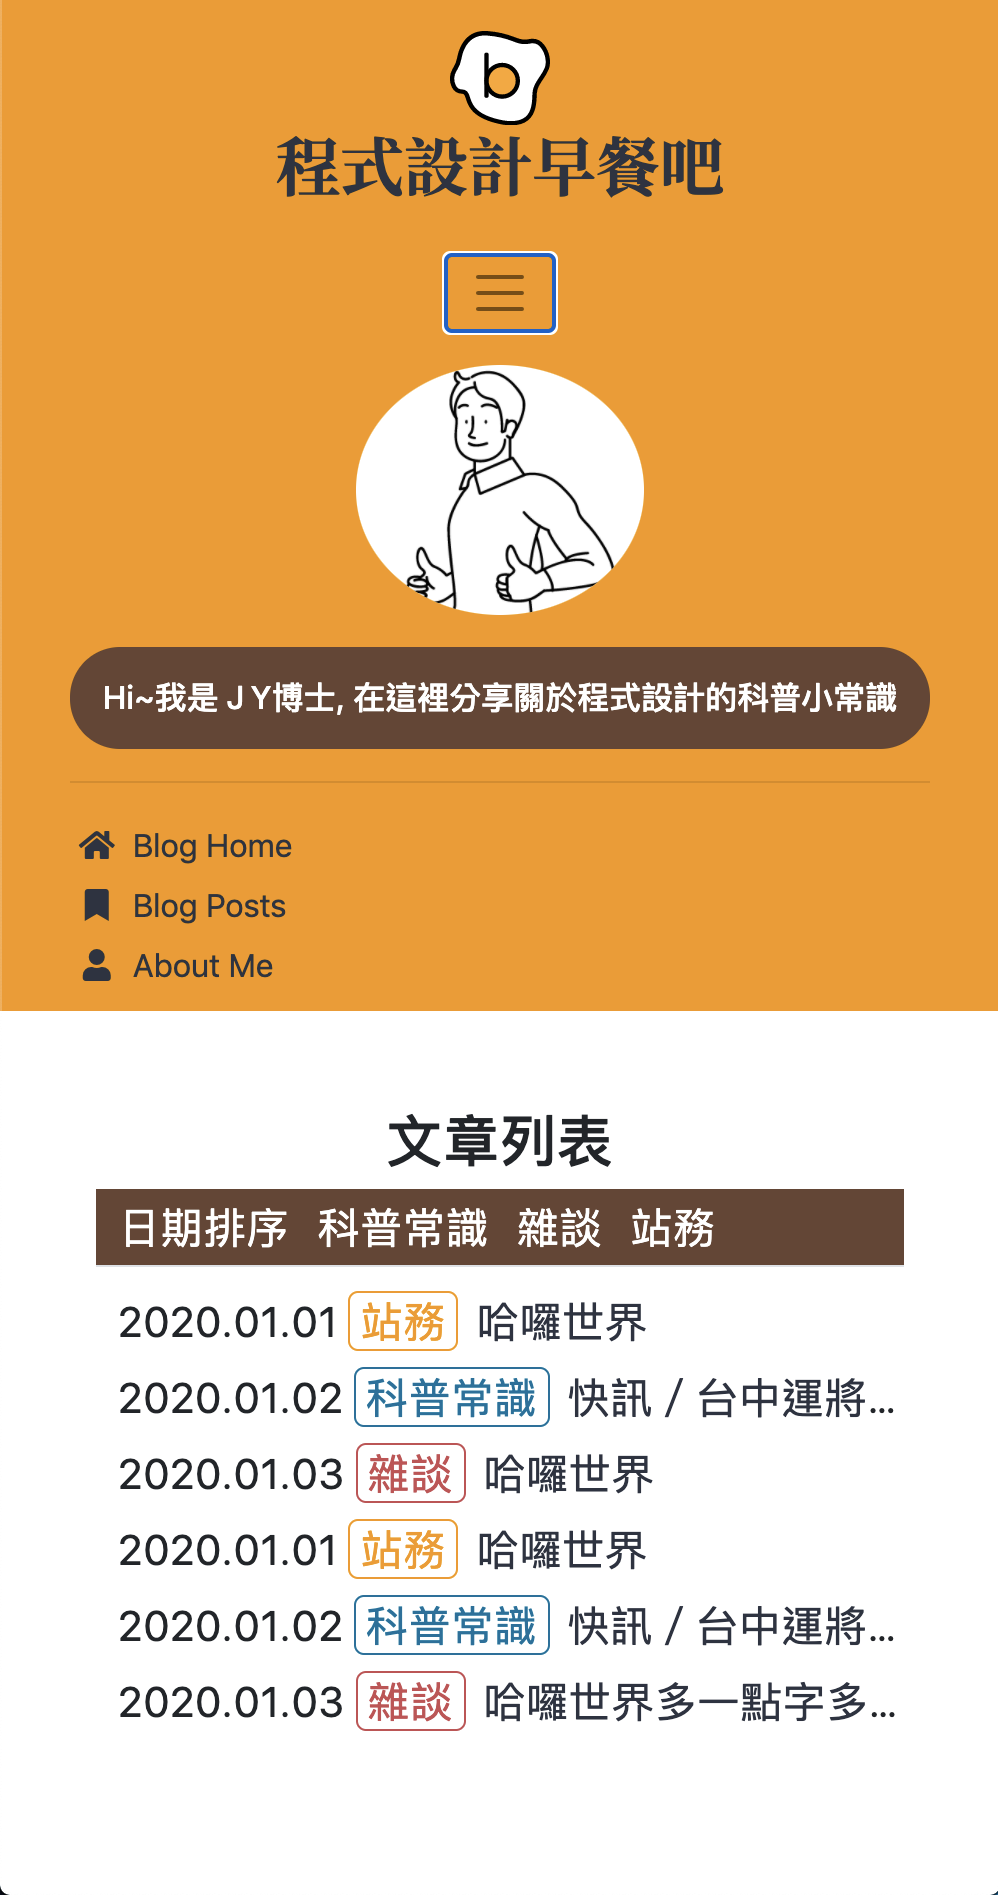 b
程式設計早餐吧
Hi~我是 J Y博士, 在這裡分享關於程式設計的科普小常識
Blog Home
Blog Posts
About Me
文章列表
日期排序 科普常識 雜談 站務
2020.01.01 站務 哈囉世界
2020.01.02 科普常識 快訊 / 台中運將...
2020.01.03 雜談 哈囉世界
2020.01.01 站務 哈囉世界
2020.01.02 科普常識 快訊 / 台中運將...
2020.01.03 雜談 哈囉世界多一點字多...